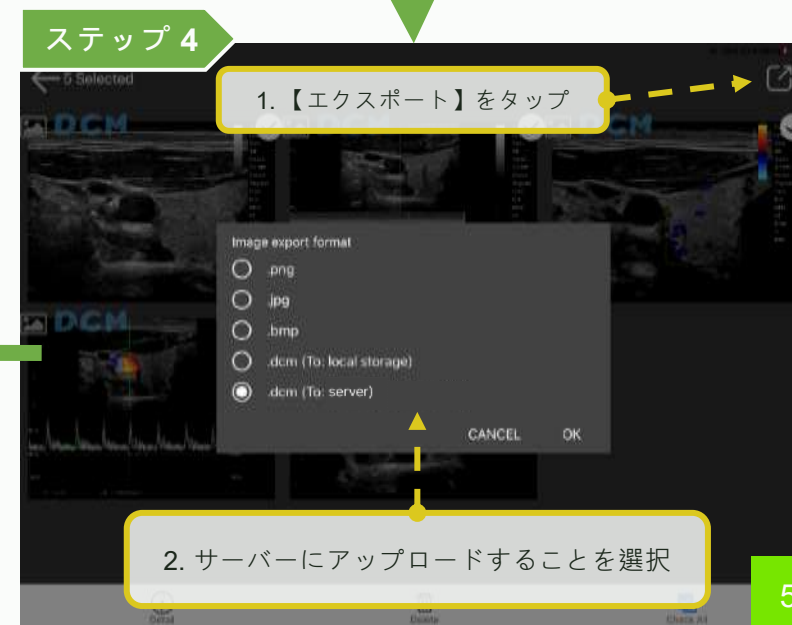 ステップ 4
5 Selected
1.【エクスポート】をタップ
DCM
CM
Image export format
.png
.jpg
.bmp
.dcm (To: local storage)
.dcm (To: server)
CANCEL
OK
DCM
2. サーバーにアップロードすることを選択
Detail
Delete
Check All
5